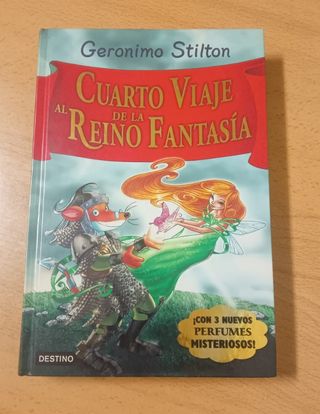 Geronimo Stilton
CUARTO VIAJE
AL REINO DE LA FANTASÍA
¡CON 3 NUEVOS
PERFUMES
MISTERIOSOS!
DESTINO